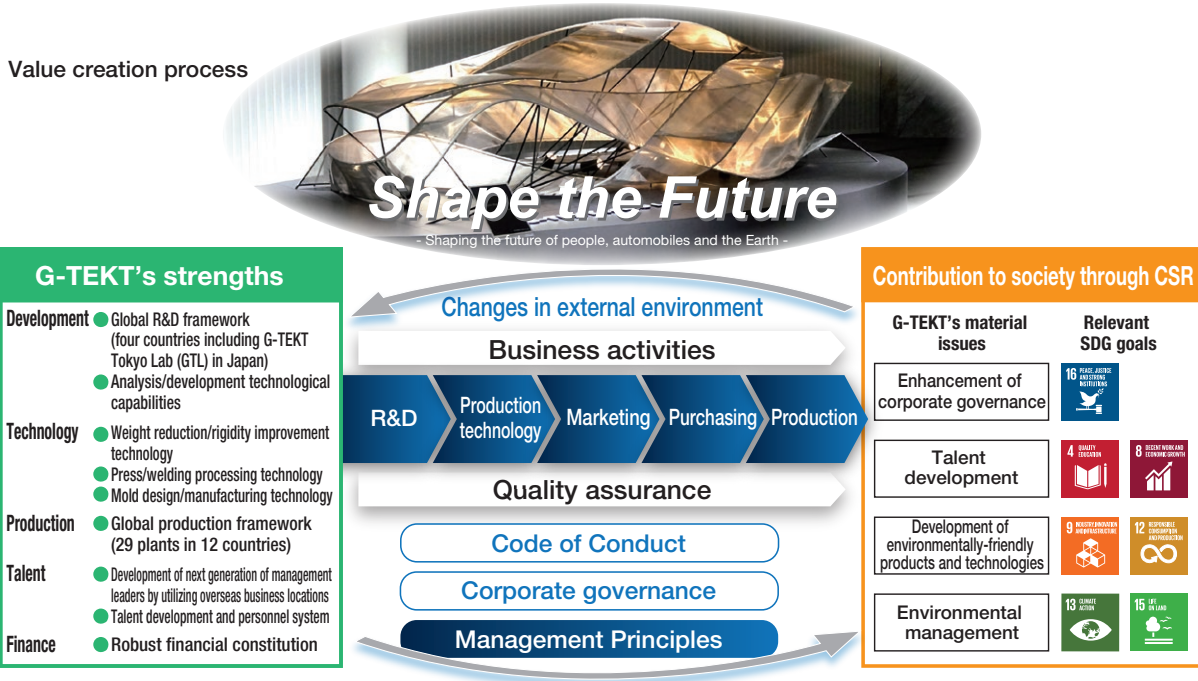 Value creation process
Shape the Future
- Shaping the future of people, automobiles and the Earth -
G-TEKT's strengths
Development
Global R&D framework
(four countries including G-TEKT
Tokyo Lab (GTL) in Japan)
Analysis/development technological
capabilities
Technology
Weight reduction/rigidity improvement
technology
Press/welding processing technology
Mold design/manufacturing technology
Production
Global production framework
(29 plants in 12 countries)
Talent
Development of next generation of management
leaders by utilizing overseas business locations
Talent development and personnel system
Finance
Robust financial constitution
Changes in external environment
Business activities
R&D
Production
technology
Marketing
Purchasing
Production
Quality assurance
Code of Conduct
Corporate governance
Management Principles
Contribution to society through CSR
G-TEKT's material
issues
Relevant
SDG goals
Enhancement of
corporate governance
16 PEACE, JUSTICE
AND STRONG
INSTITUTIONS
Talent
development
4 QUALITY
EDUCATION
8 DECENT WORK AND
ECONOMIC GROWTH
Development of
environmentally-friendly
products and technologies
9 INDUSTRY, INNOVATION
AND INFRASTRUCTURE
12 RESPONSIBLE
CONSUMPTION
AND PRODUCTION
Environmental
management
13 CLIMATE
ACTION
15 LIFE
ON LAND